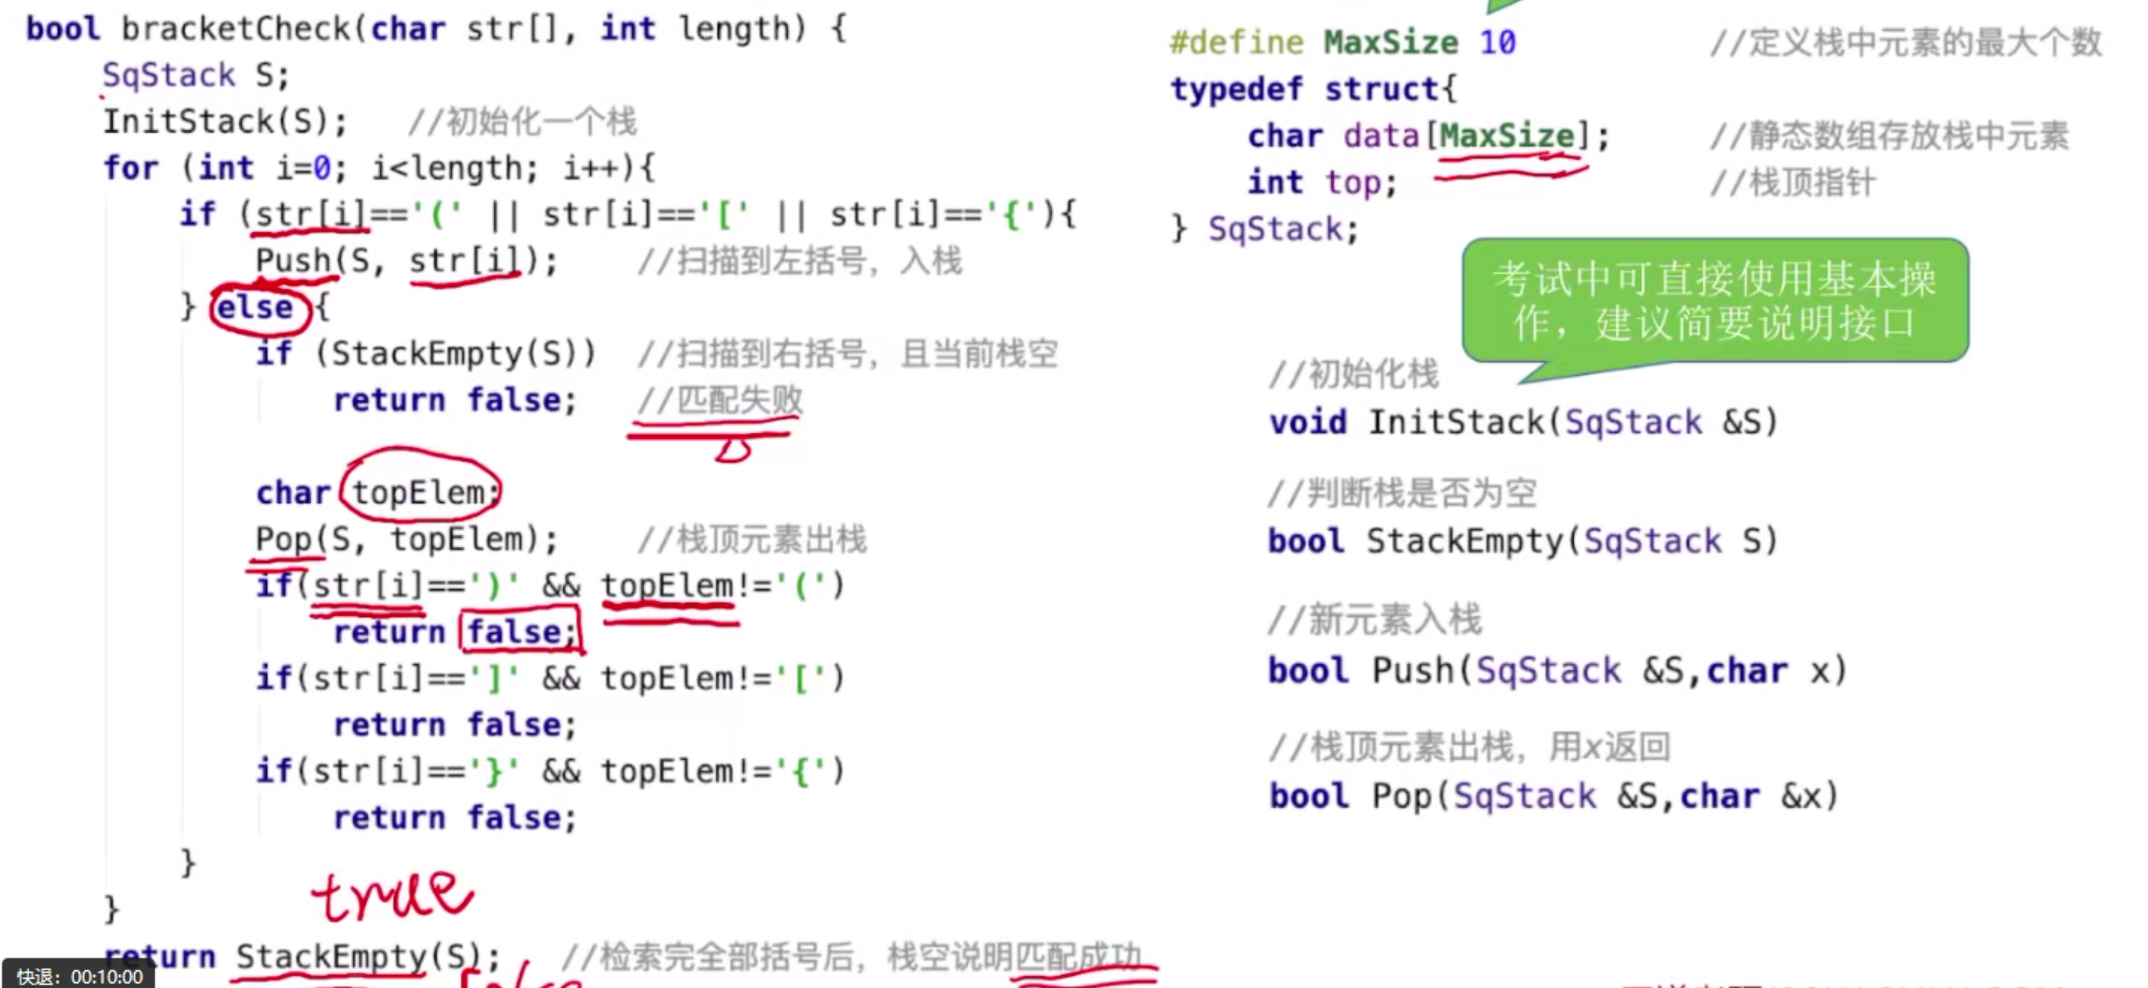 bool bracketCheck(char str[], int length) {
SqStack S;
InitStack(S); //初始化一个栈
for (int i=0; i<length; i++){
if (str[i]=='(' || str[i]=='[' || str[i]=='{'){
Push(S, str[i]); //扫描到左括号，入栈
} else {
if (StackEmpty(S)) //扫描到右括号，且当前栈空
return false; //匹配失败
char topElem;
Pop(S, topElem); //栈顶元素出栈
if(str[i]==')' && topElem!='(')
return false;
if(str[i]==']' && topElem!='[')
return false;
if(str[i]=='}' && topElem!='{')
return false;
}
true
}
return StackEmpty(S); //检索完全部括号后，栈空说明匹配成功
快退：00:10:00
#define MaxSize 10 //定义栈中元素的最大个数
typedef struct{
char data[MaxSize]; //静态数组存放栈中元素
int top; //栈顶指针
} SqStack;
考试中可直接使用基本操
作，建议简要说明接口
//初始化栈
void InitStack(SqStack &S)
//判断栈是否为空
bool StackEmpty(SqStack S)
//新元素入栈
bool Push(SqStack &S,char x)
//栈顶元素出栈，用x返回
bool Pop(SqStack &S,char &x)